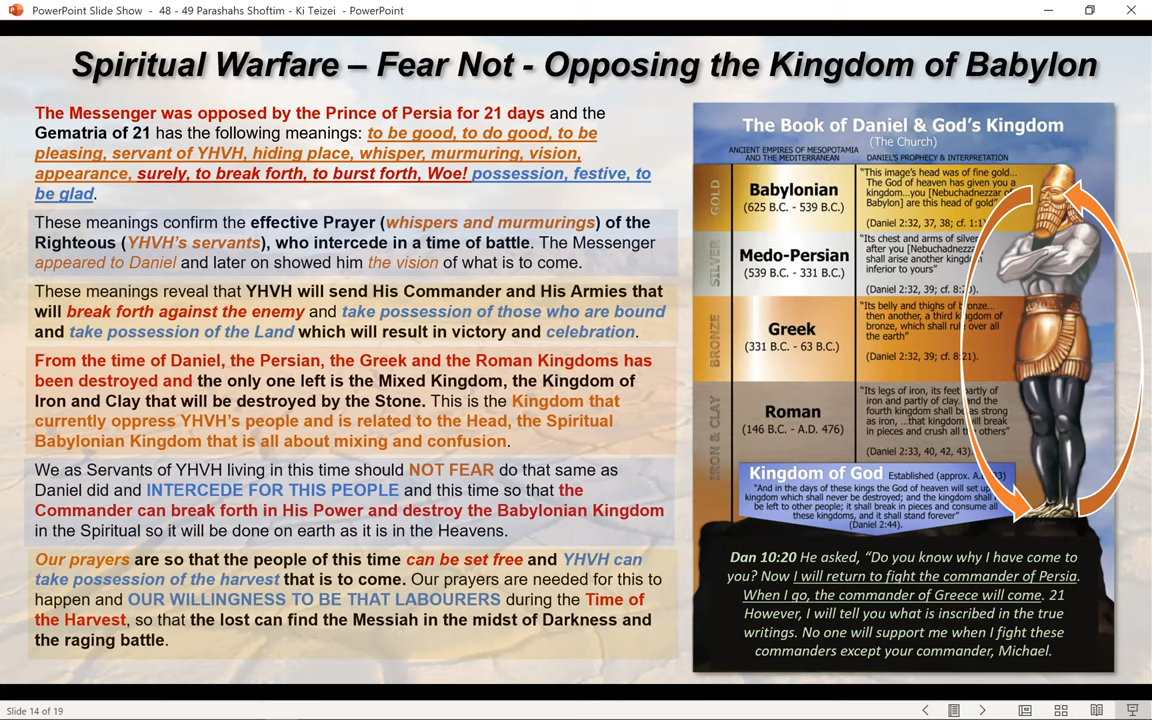 PowerPoint Slide Show - 48 - 49 Parashahs Shoftim - Ki Teizei - PowerPoint
Spiritual Warfare – Fear Not - Opposing the Kingdom of Babylon
The Messenger was opposed by the Prince of Persia for 21 days and the
Gematria of 21 has the following meanings: to be good, to do good, to be
pleasing, servant of YHVH, hiding place, whisper, murmuring, vision,
appearance, surely, to break forth, to burst forth, Woe! possession, festive, to
be glad.
These meanings confirm the effective Prayer (whispers and murmurings) of the
Righteous (YHVH's servants), who intercede in a time of battle. The Messenger
appeared to Daniel and later on showed him the vision of what is to come.
These meanings reveal that YHVH will send His Commander and His Armies that
will break forth against the enemy and take possession of those who are bound
and take possession of the Land which will result in victory and celebration.
From the time of Daniel, the Persian, the Greek and the Roman Kingdoms has
been destroyed and the only one left is the Mixed Kingdom, the Kingdom of
Iron and Clay that will be destroyed by the Stone. This is the Kingdom that
currently oppress YHVH's people and is related to the Head, the Spiritual
Babylonian Kingdom that is all about mixing and confusion.
We as Servants of YHVH living in this time should NOT FEAR do that same as
Daniel did and INTERCEDE FOR THIS PEOPLE and this time so that the
Commander can break forth in His Power and destroy the Babylonian Kingdom
in the Spiritual so it will be done on earth as it is in the Heavens.
Our prayers are so that the people of this time can be set free and YHVH can
take possession of the harvest that is to come. Our prayers are needed for this to
happen and OUR WILLINGNESS TO BE THAT LABOURERS during the Time of
the Harvest, so that the lost can find the Messiah in the midst of Darkness and
the raging battle.
The Book of Daniel & God's Kingdom
(The Church)
ANCIENT EMPIRES OF MESOPOTAMIA
AND THE MEDITERRANEAN
DANIEL'S PROPHECY & INTERPRETATION
GOLD
Babylonian
(625 B.C. - 539 B.C.)
"This image's head was of fine gold...
The God of heaven has given you a
kingdom...you [Nebuchadnezzar of
Babylon] are this head of gold"
(Daniel 2:32, 37, 38; cf. 1:1)
SILVER
Medo-Persian
(539 B.C. - 331 B.C.)
"Its chest and arms of silver
after you [Nebuchadnezza
shall arise another kingdom
inferior to yours"
(Daniel 2:32, 39; cf. 8:20).
BRONZE
Greek
(331 B.C. - 63 B.C.)
"Its belly and thighs of bronze...
then another, a third kingdom of
bronze, which shall rule over all
the earth"
(Daniel 2:32, 39; cf. 8:21).
IRON & CLAY
Roman
(146 B.C. - A.D. 476)
"Its legs of iron, its feet partly of
iron and partly of clay...and the
fourth kingdom shall be as strong
as iron, ...that kingdom will break
in pieces and crush all the others"
(Daniel 2:33, 40, 42, 43).
Kingdom of God Established (approx. A.D. 33)
"And in the days of these kings the God of heaven will set up
kingdom which shall never be destroyed; and the kingdom shall
be left to other people; it shall break in pieces and consume all
these kingdoms, and it shall stand forever"
(Daniel 2:44).
Dan 10:20 He asked, "Do you know why I have come to
you? Now I will return to fight the commander of Persia.
When I go, the commander of Greece will come. 21
However, I will tell you what is inscribed in the true
writings. No one will support me when I fight these
commanders except your commander, Michael.
Slide 14 of 19